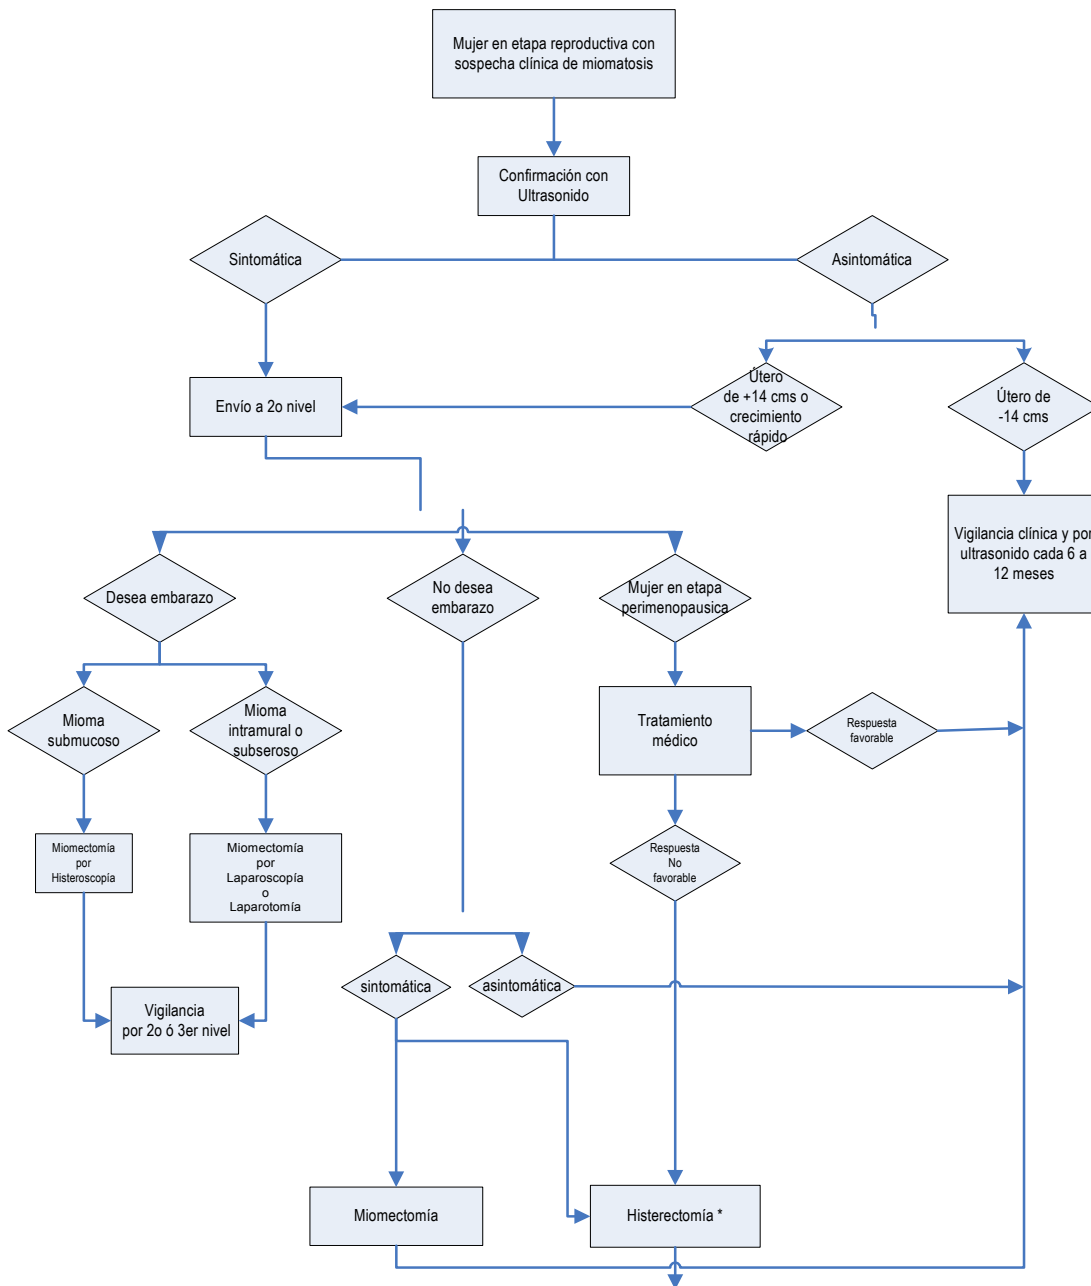 Mujer en etapa reproductiva con
sospecha clínica de miomatosis
Confirmación con
Ultrasonido
Sintomática
Asintomática
Envío a 2o nivel
Útero
de +14 cms o
crecimiento
rápido
Útero de
-14 cms
Vigilancia clínica y por
ultrasonido cada 6 a
12 meses
Desea embarazo
No desea
embarazo
Mujer en etapa
perimenopausica
Mioma
submucoso
Mioma
intramural o
subseroso
Tratamiento
médico
Respuesta
favorable
Miomectomía
por
Histeroscopía
Miomectomía
por
Laparoscopía
o
Laparotomía
Respuesta
No
favorable
sintomática
asintomática
Vigilancia
por 2o ó 3er nivel
Miomectomía
Histerectomía *